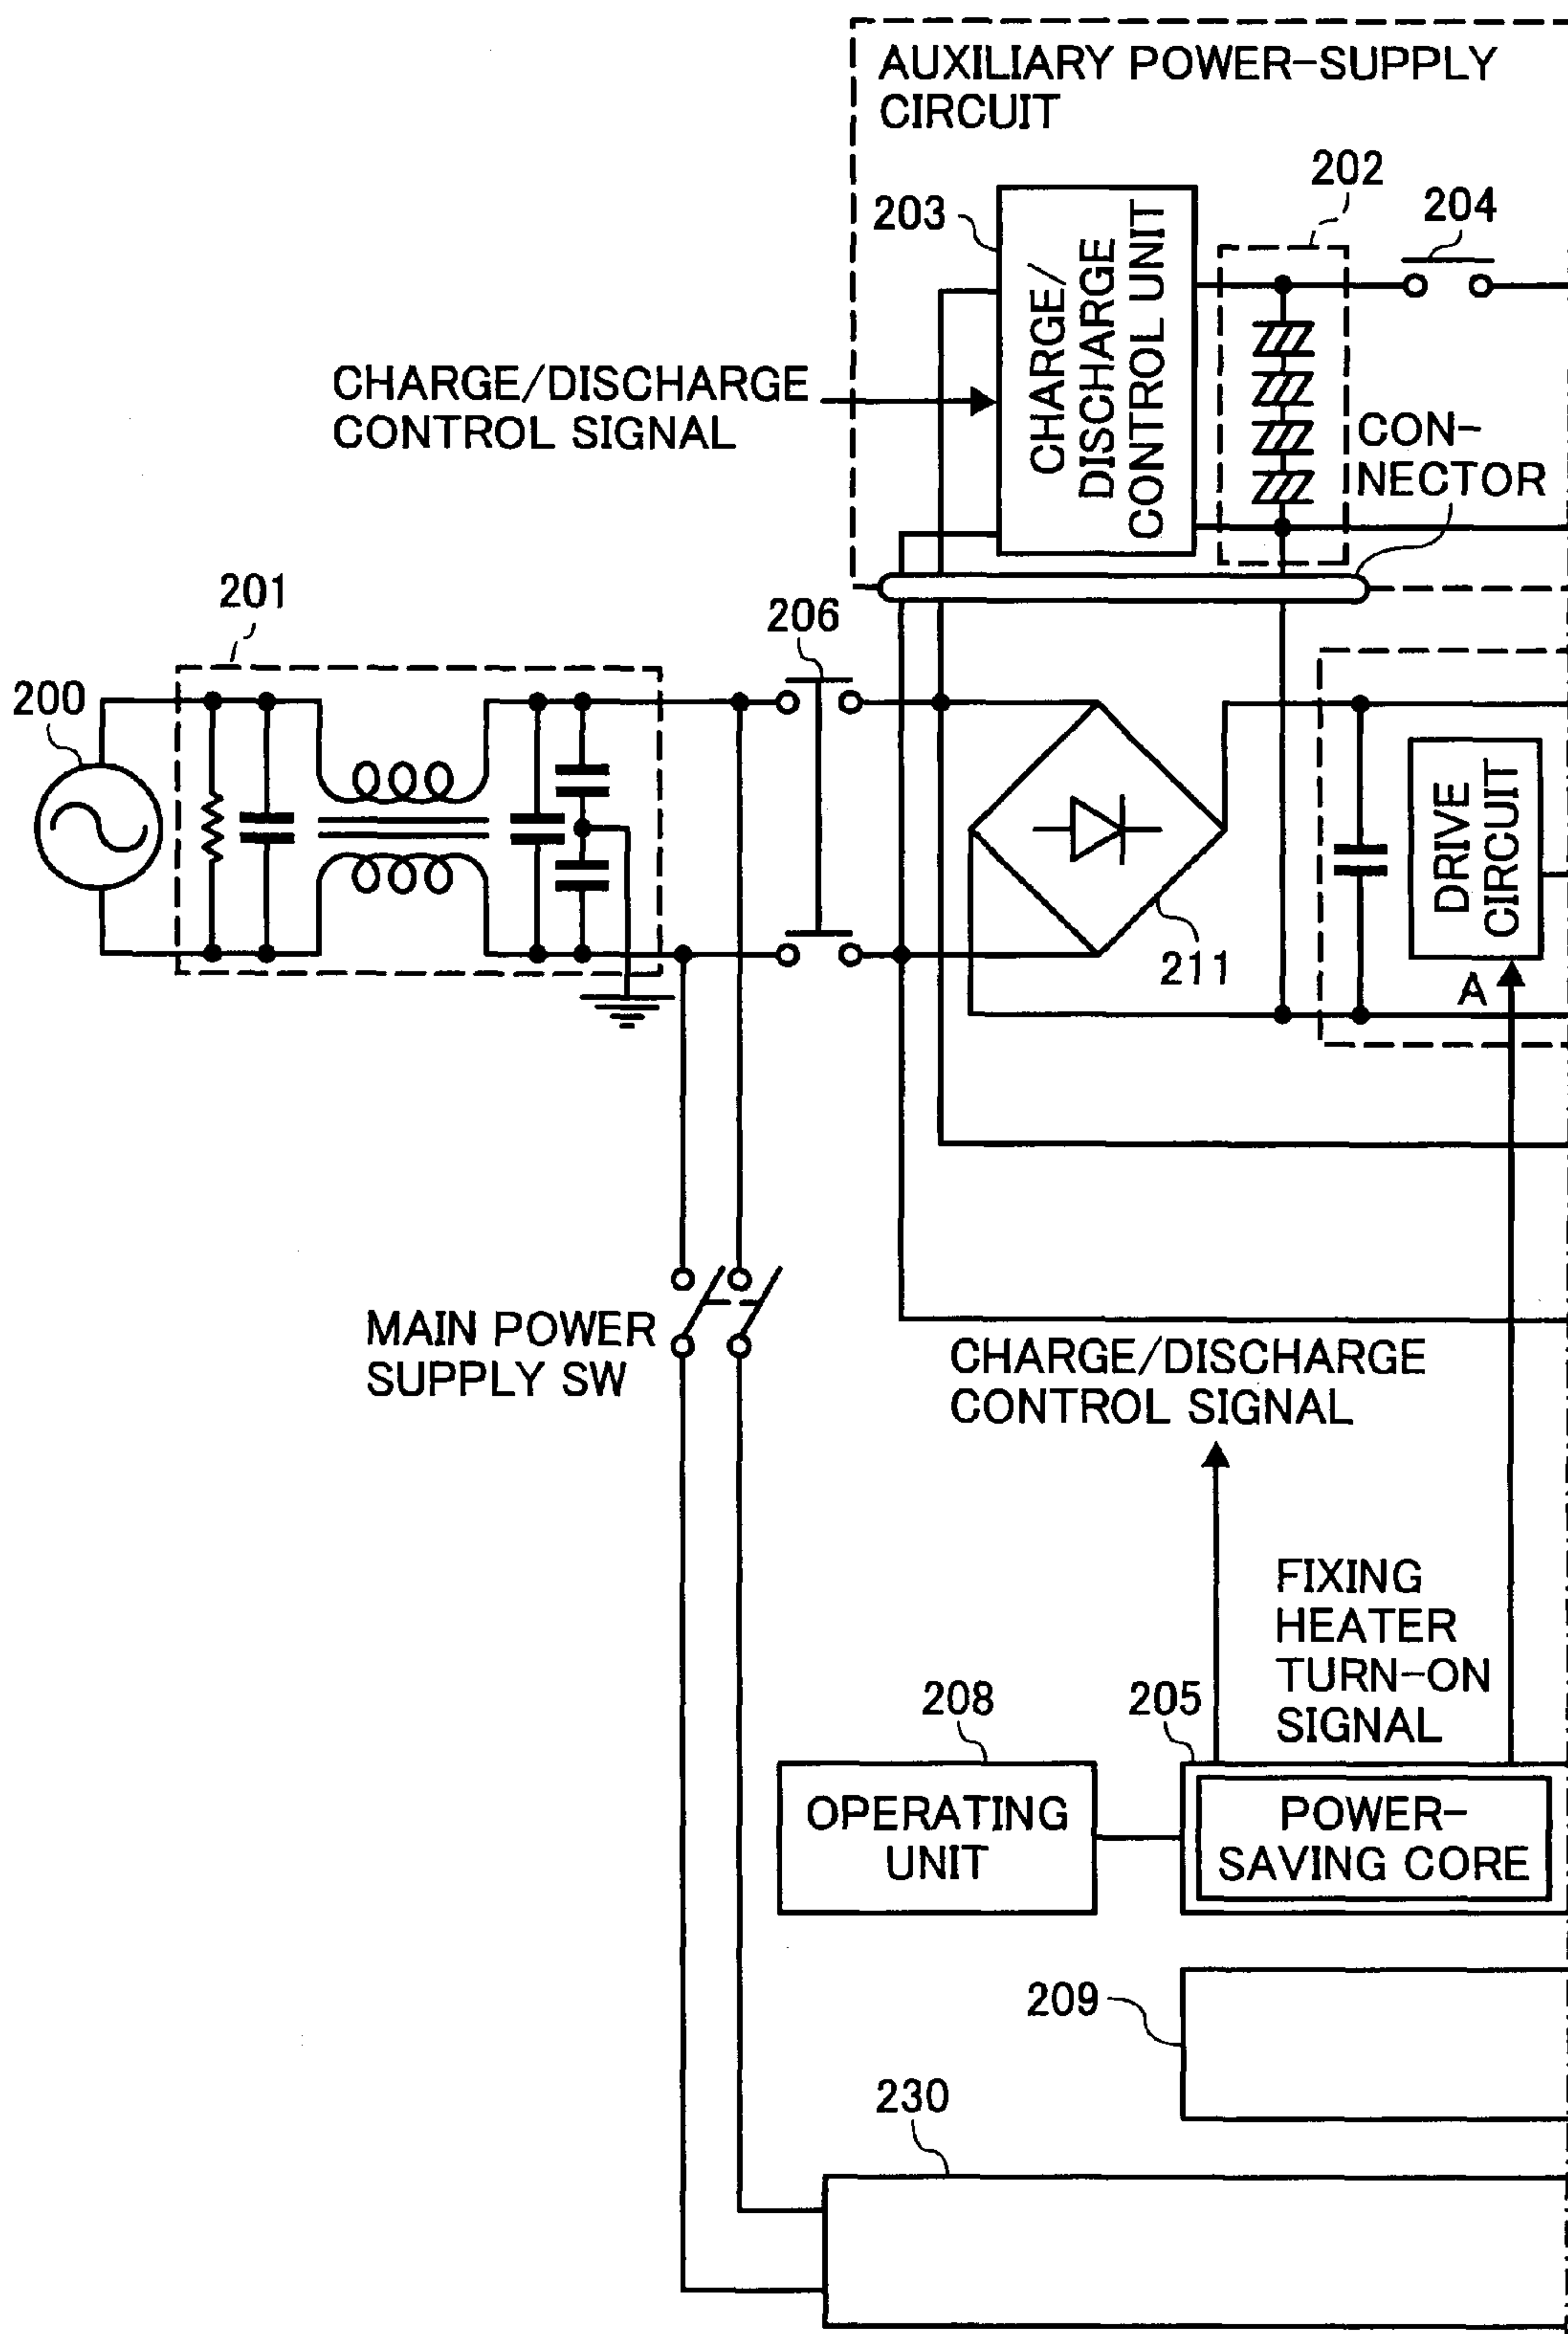 AUXILIARY POWER-SUPPLY
CIRCUIT
202
203
204
CHARGE/
DISCHARGE
CONTROL UNIT
CHARGE/DISCHARGE
CONTROL SIGNAL
CON-
NECTOR
201
206
200
DRIVE
CIRCUIT
211
A
MAIN POWER
SUPPLY SW
CHARGE/DISCHARGE
CONTROL SIGNAL
FIXING
HEATER
TURN-ON
SIGNAL
208
205
OPERATING
UNIT
POWER-
SAVING CORE
209
230